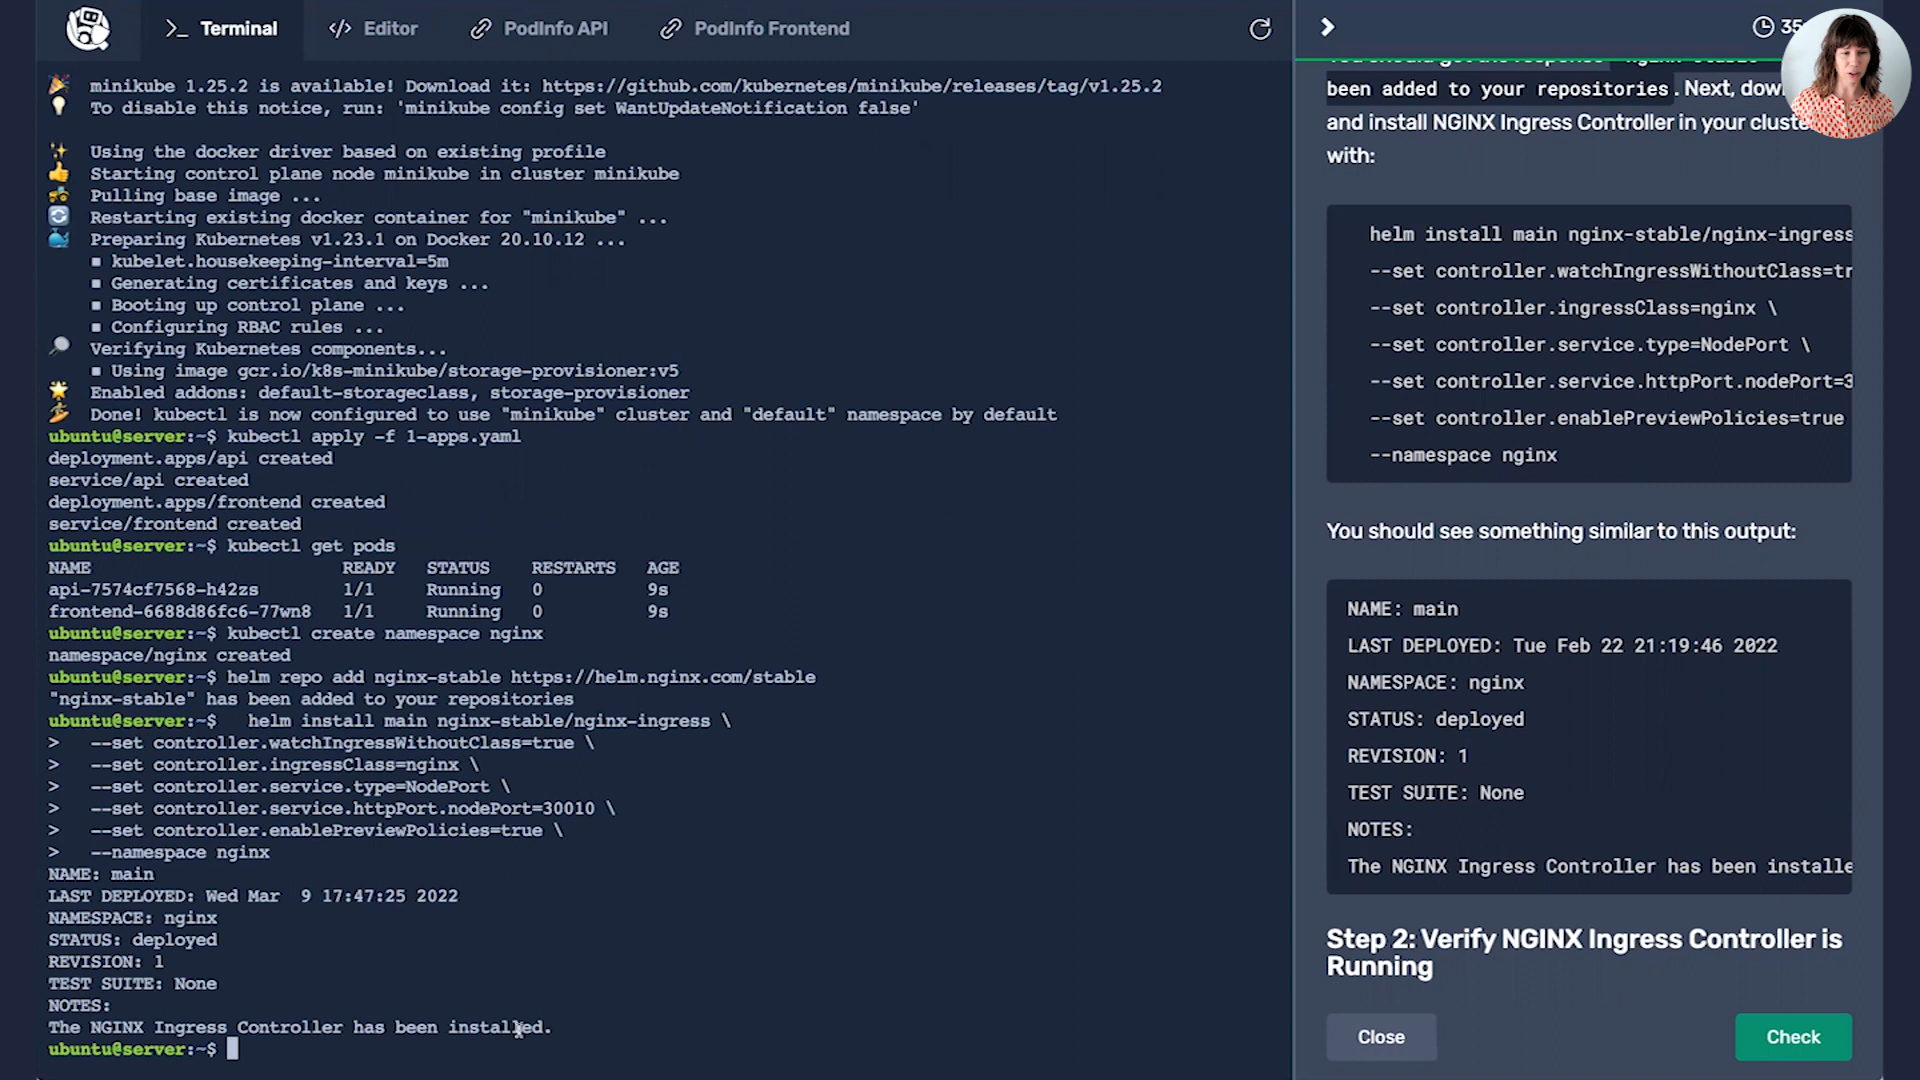 >_ Terminal
</> Editor
PodInfo API
PodInfo Frontend
minikube 1.25.2 is available! Download it: https://github.com/kubernetes/minikube/releases/tag/v1.25.2
To disable this notice, run: 'minikube config set WantUpdateNotification false'
Using the docker driver based on existing profile
Starting control plane node minikube in cluster minikube
Pulling base image ...
Restarting existing docker container for "minikube" ...
Preparing Kubernetes v1.23.1 on Docker 20.10.12 ...
▪ kubelet.housekeeping-interval=5m
▪ Generating certificates and keys ...
▪ Booting up control plane ...
▪ Configuring RBAC rules ...
Verifying Kubernetes components...
▪ Using image gcr.io/k8s-minikube/storage-provisioner:v5
Enabled addons: default-storageclass, storage-provisioner
Done! kubectl is now configured to use "minikube" cluster and "default" namespace by default
ubuntu@server:~$ kubectl apply -f 1-apps.yaml
deployment.apps/api created
service/api created
deployment.apps/frontend created
service/frontend created
ubuntu@server:~$ kubectl get pods
NAME READY STATUS RESTARTS AGE
api-7574cf7568-h42zs 1/1 Running 0 9s
frontend-6688d86fc6-77wn8 1/1 Running 0 9s
ubuntu@server:~$ kubectl create namespace nginx
namespace/nginx created
ubuntu@server:~$ helm repo add nginx-stable https://helm.nginx.com/stable
"nginx-stable" has been added to your repositories
ubuntu@server:~$ helm install main nginx-stable/nginx-ingress \
> --set controller.watchIngressWithoutClass=true \
> --set controller.ingressClass=nginx \
> --set controller.service.type=NodePort \
> --set controller.service.httpPort.nodePort=30010 \
> --set controller.enablePreviewPolicies=true \
> --namespace nginx
NAME: main
LAST DEPLOYED: Wed Mar 9 17:47:25 2022
NAMESPACE: nginx
STATUS: deployed
REVISION: 1
TEST SUITE: None
NOTES:
The NGINX Ingress Controller has been installed.
ubuntu@server:~$
35
You should get the response nginx-stable
been added to your repositories. Next, dow
and install NGINX Ingress Controller in your cluste
with:
helm install main nginx-stable/nginx-ingress
--set controller.watchIngressWithoutClass=tr
--set controller.ingressClass=nginx \
--set controller.service.type=NodePort \
--set controller.service.httpPort.nodePort=3
--set controller.enablePreviewPolicies=true
--namespace nginx
You should see something similar to this output:
NAME: main
LAST DEPLOYED: Tue Feb 22 21:19:46 2022
NAMESPACE: nginx
STATUS: deployed
REVISION: 1
TEST SUITE: None
NOTES:
The NGINX Ingress Controller has been installe
Step 2: Verify NGINX Ingress Controller is
Running
Close
Check